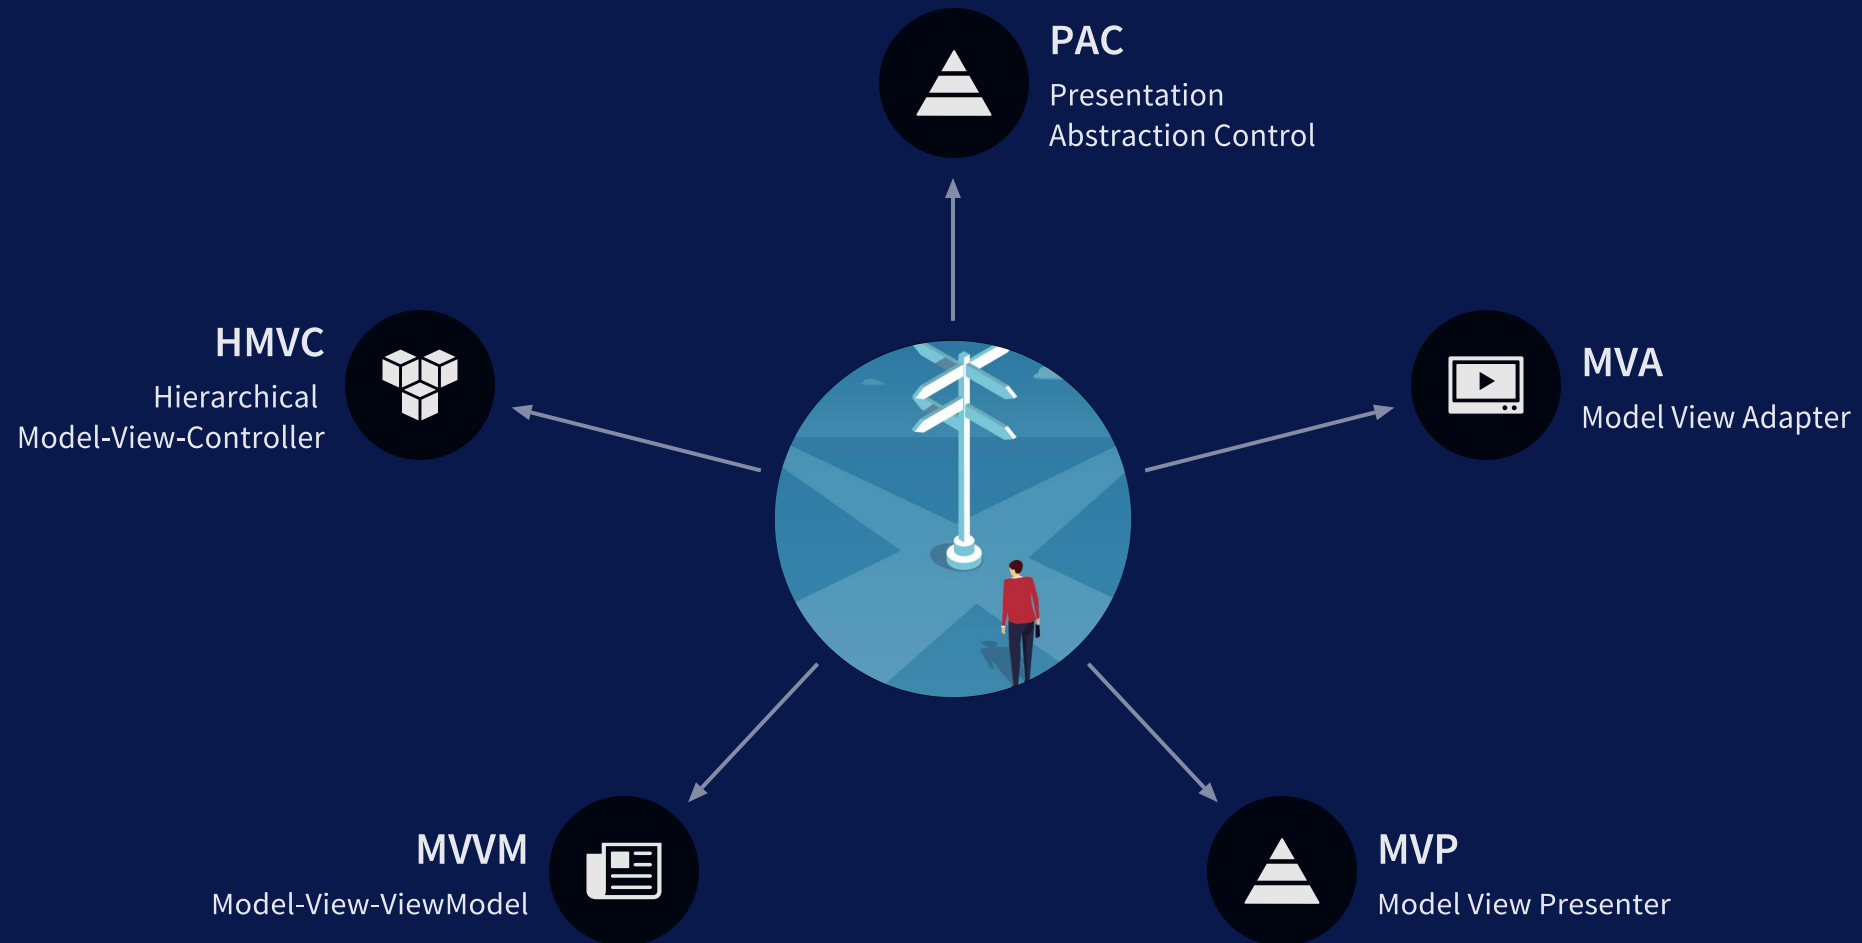 PAC
Presentation
Abstraction Control
HMVC
Hierarchical
Model-View-Controller
MVA
Model View Adapter
MVVM
Model-View-ViewModel
MVP
Model View Presenter